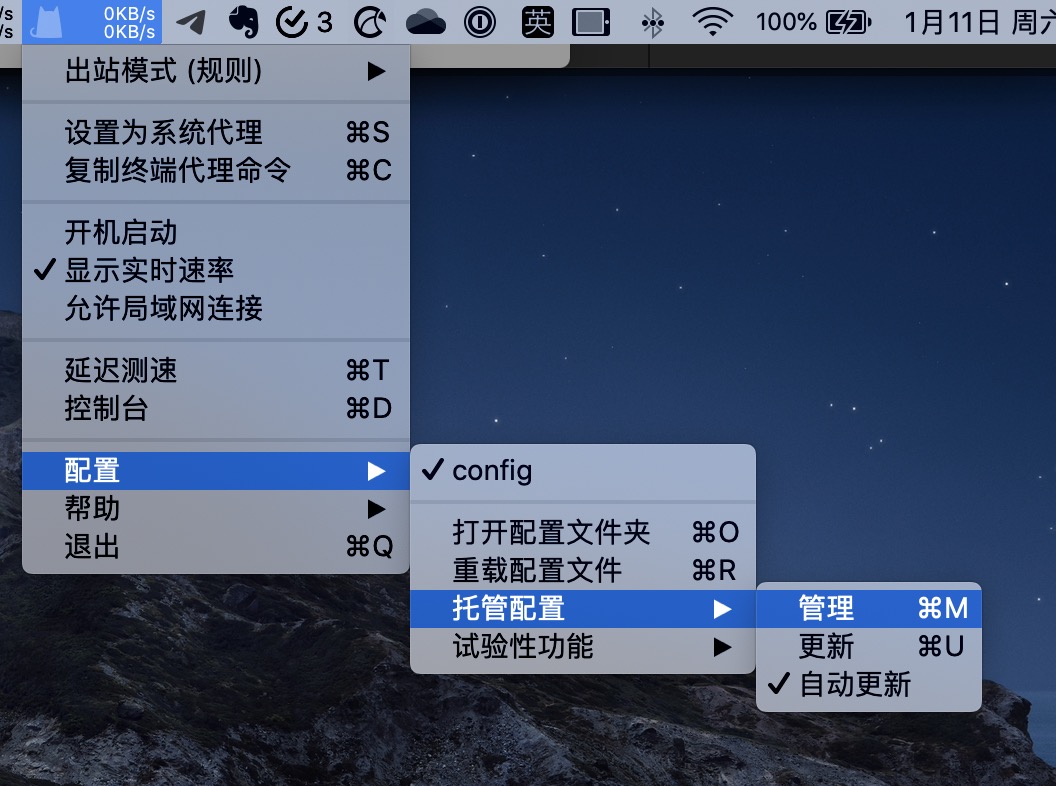 /s
/s
0KB/s
0KB/s
3
英
100%
1月11日 周六
出站模式 (规则)
设置为系统代理 ⌘S
复制终端代理命令 ⌘C
开机启动
✓ 显示实时速率
允许局域网连接
延迟测速 ⌘T
控制台 ⌘D
配置
帮助
退出 ⌘Q
✓ config
打开配置文件夹 ⌘O
重载配置文件 ⌘R
托管配置
试验性功能
管理 ⌘M
更新 ⌘U
✓ 自动更新